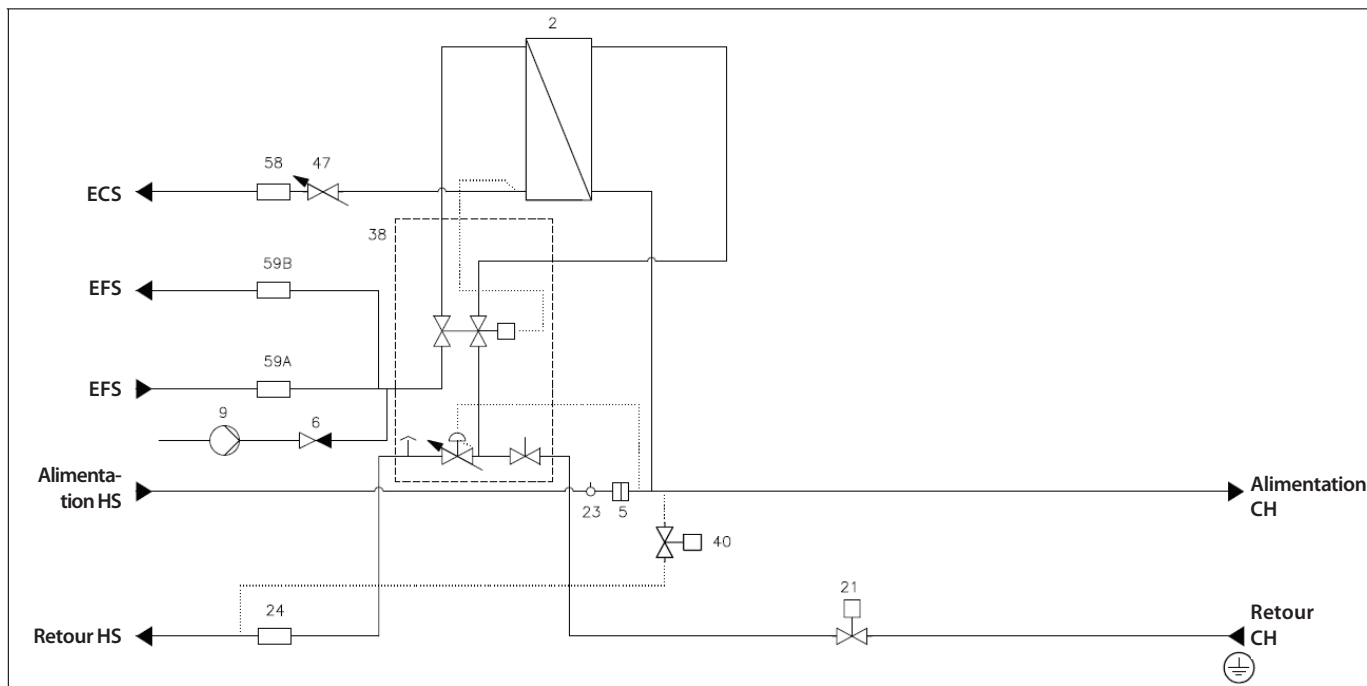 2
58
47
ECS
38
59B
EFS
59A
EFS
9
6
Alimenta-
tion HS
23
5
Alimentation
CH
40
24
21
Retour HS
Retour
CH